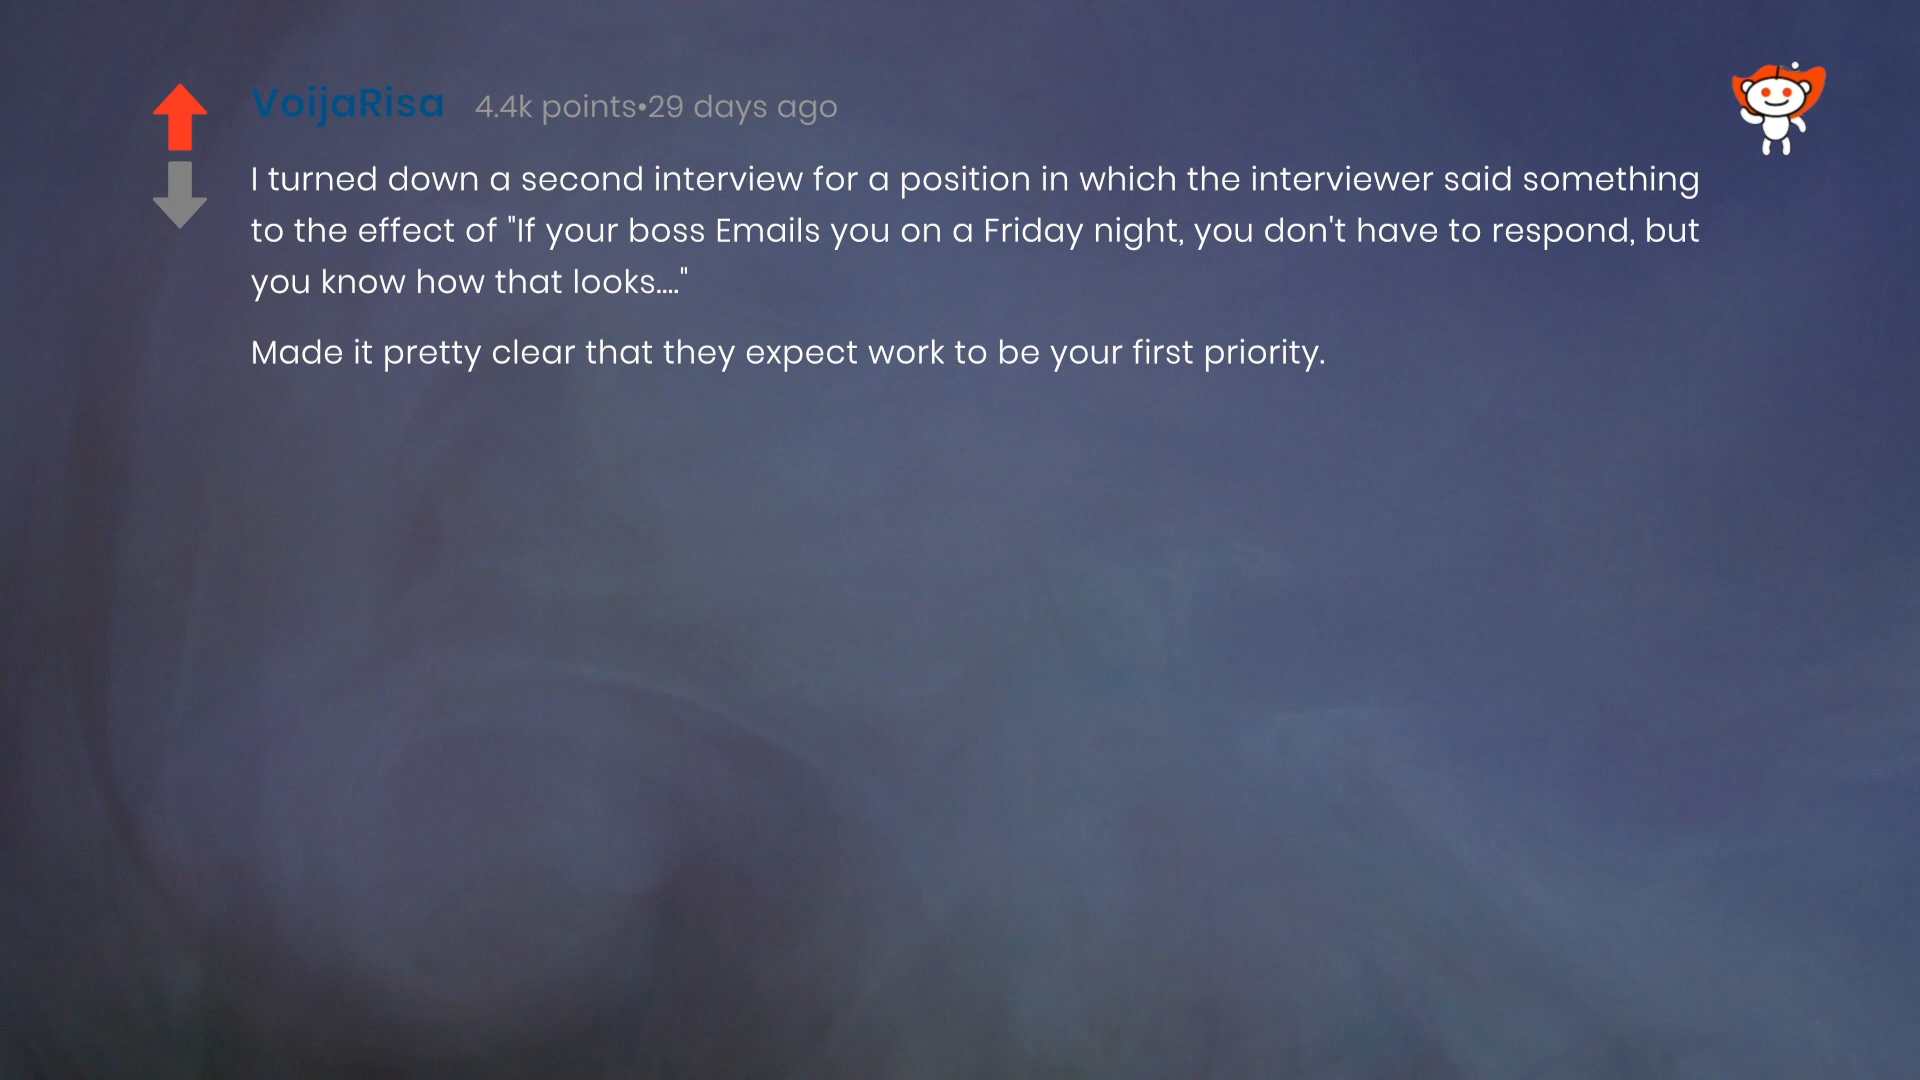 VoijaRisa 4.4k points•29 days ago
I turned down a second interview for a position in which the interviewer said something
to the effect of "If your boss Emails you on a Friday night, you don't have to respond, but
you know how that looks...."
Made it pretty clear that they expect work to be your first priority.